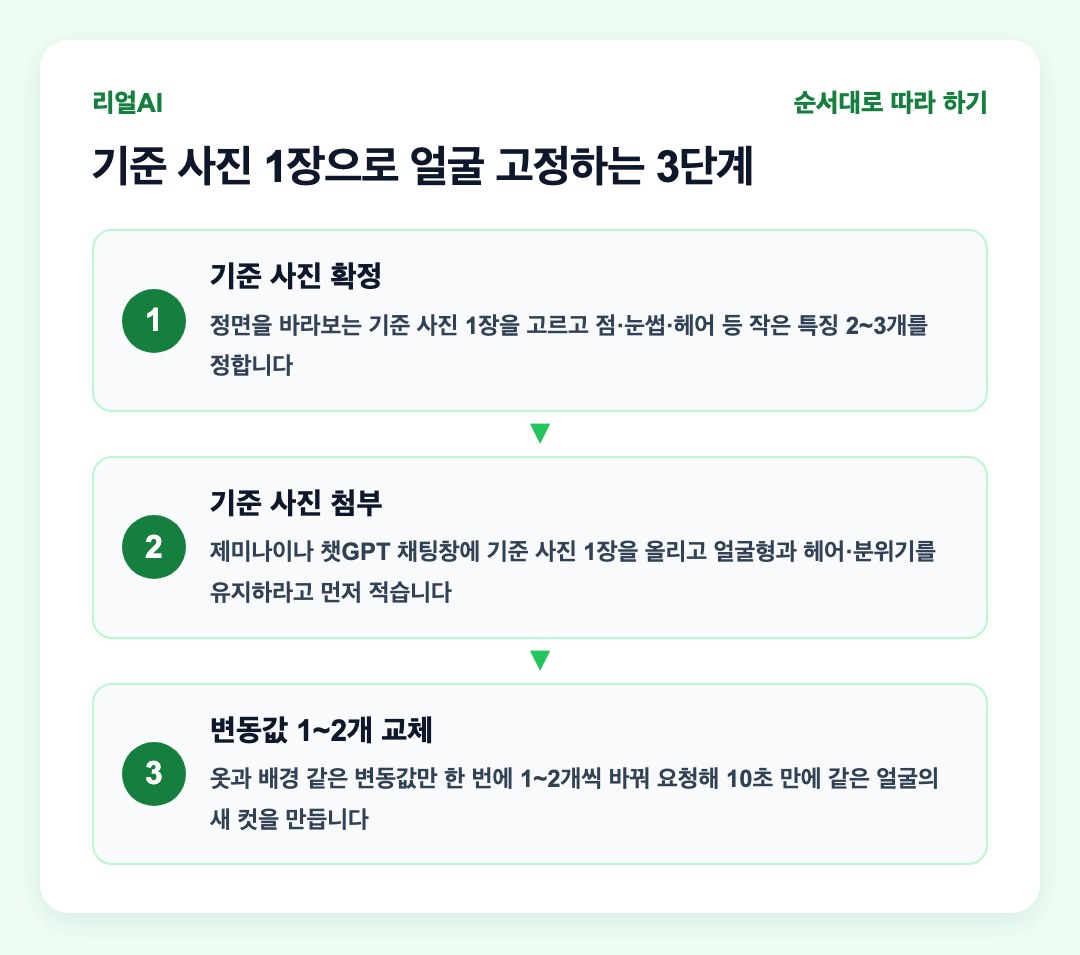 리얼AI
순서대로 따라 하기
기준 사진 1장으로 얼굴 고정하는 3단계
1
기준 사진 확정
정면을 바라보는 기준 사진 1장을 고르고 점·눈썹·헤어 등 작은 특징 2~3개를
정합니다
▼
2
기준 사진 첨부
제미나이나 챗GPT 채팅창에 기준 사진 1장을 올리고 얼굴형과 헤어·분위기를
유지하라고 먼저 적습니다
▼
3
변동값 1~2개 교체
옷과 배경 같은 변동값만 한 번에 1~2개씩 바꿔 요청해 10초 만에 같은 얼굴의
새 컷을 만듭니다